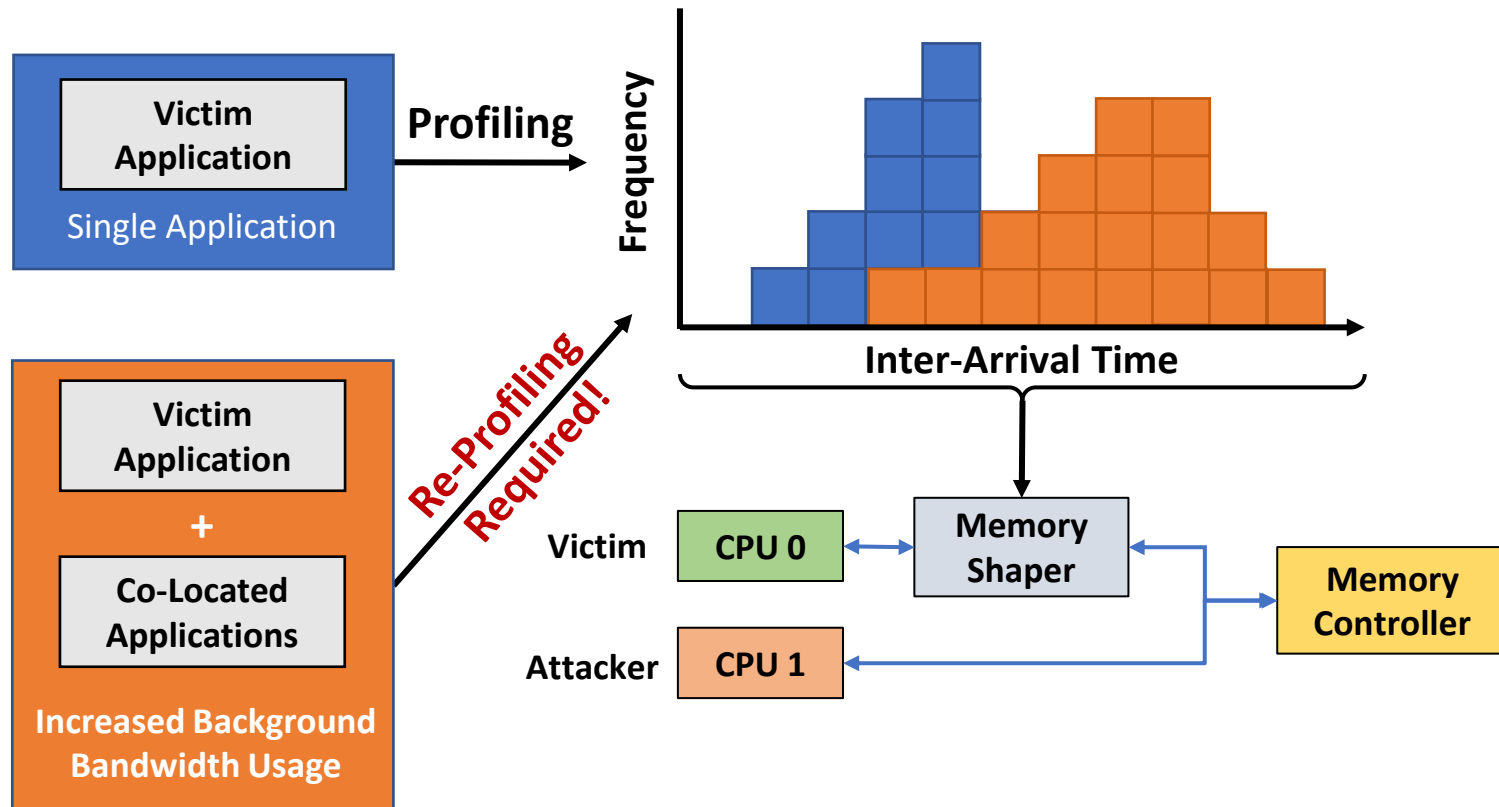 Victim
Application
Single Application
Profiling
Frequency
Inter-Arrival Time
Victim
Application
+
Co-Located
Applications
Increased Background
Bandwidth Usage
Re-Profiling
Required!
Victim
CPU 0
Memory
Shaper
Memory
Controller
Attacker
CPU 1